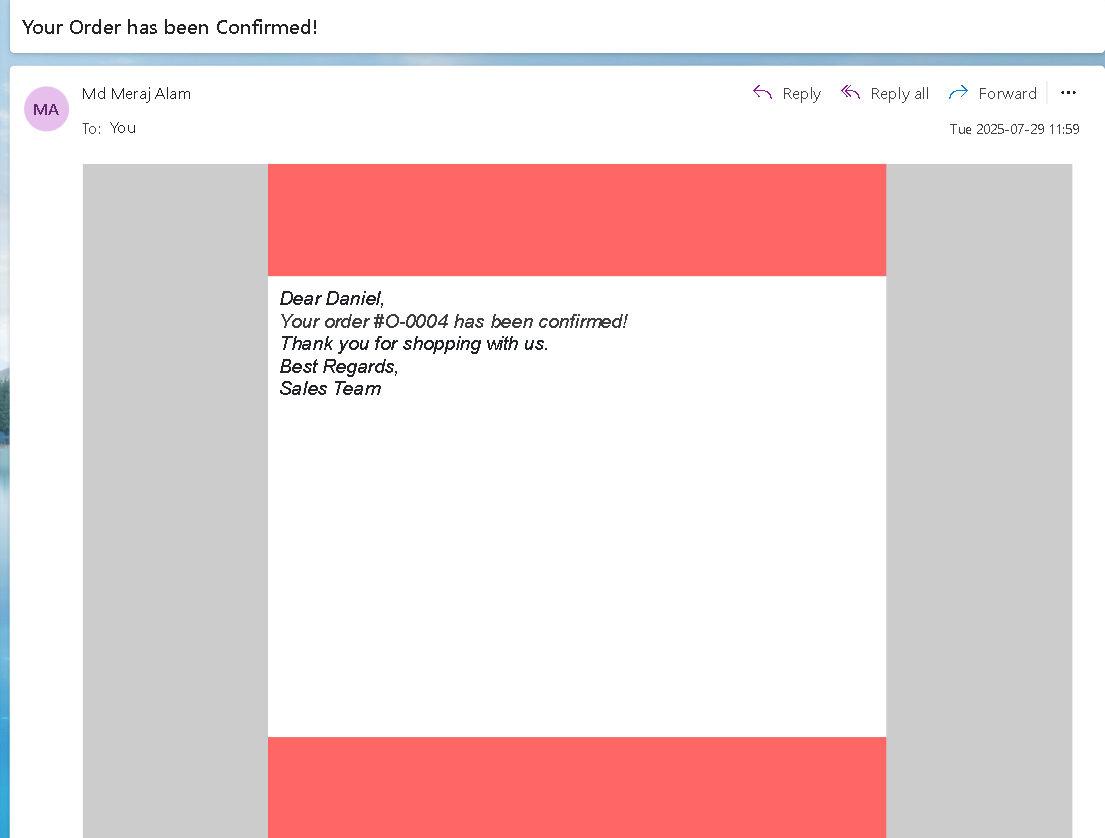 Your Order has been Confirmed!
MA
Md Meraj Alam
Reply
Reply all
Forward
To: You
Tue 2025-07-29 11:59
Dear Daniel,
Your order #O-0004 has been confirmed!
Thank you for shopping with us.
Best Regards,
Sales Team